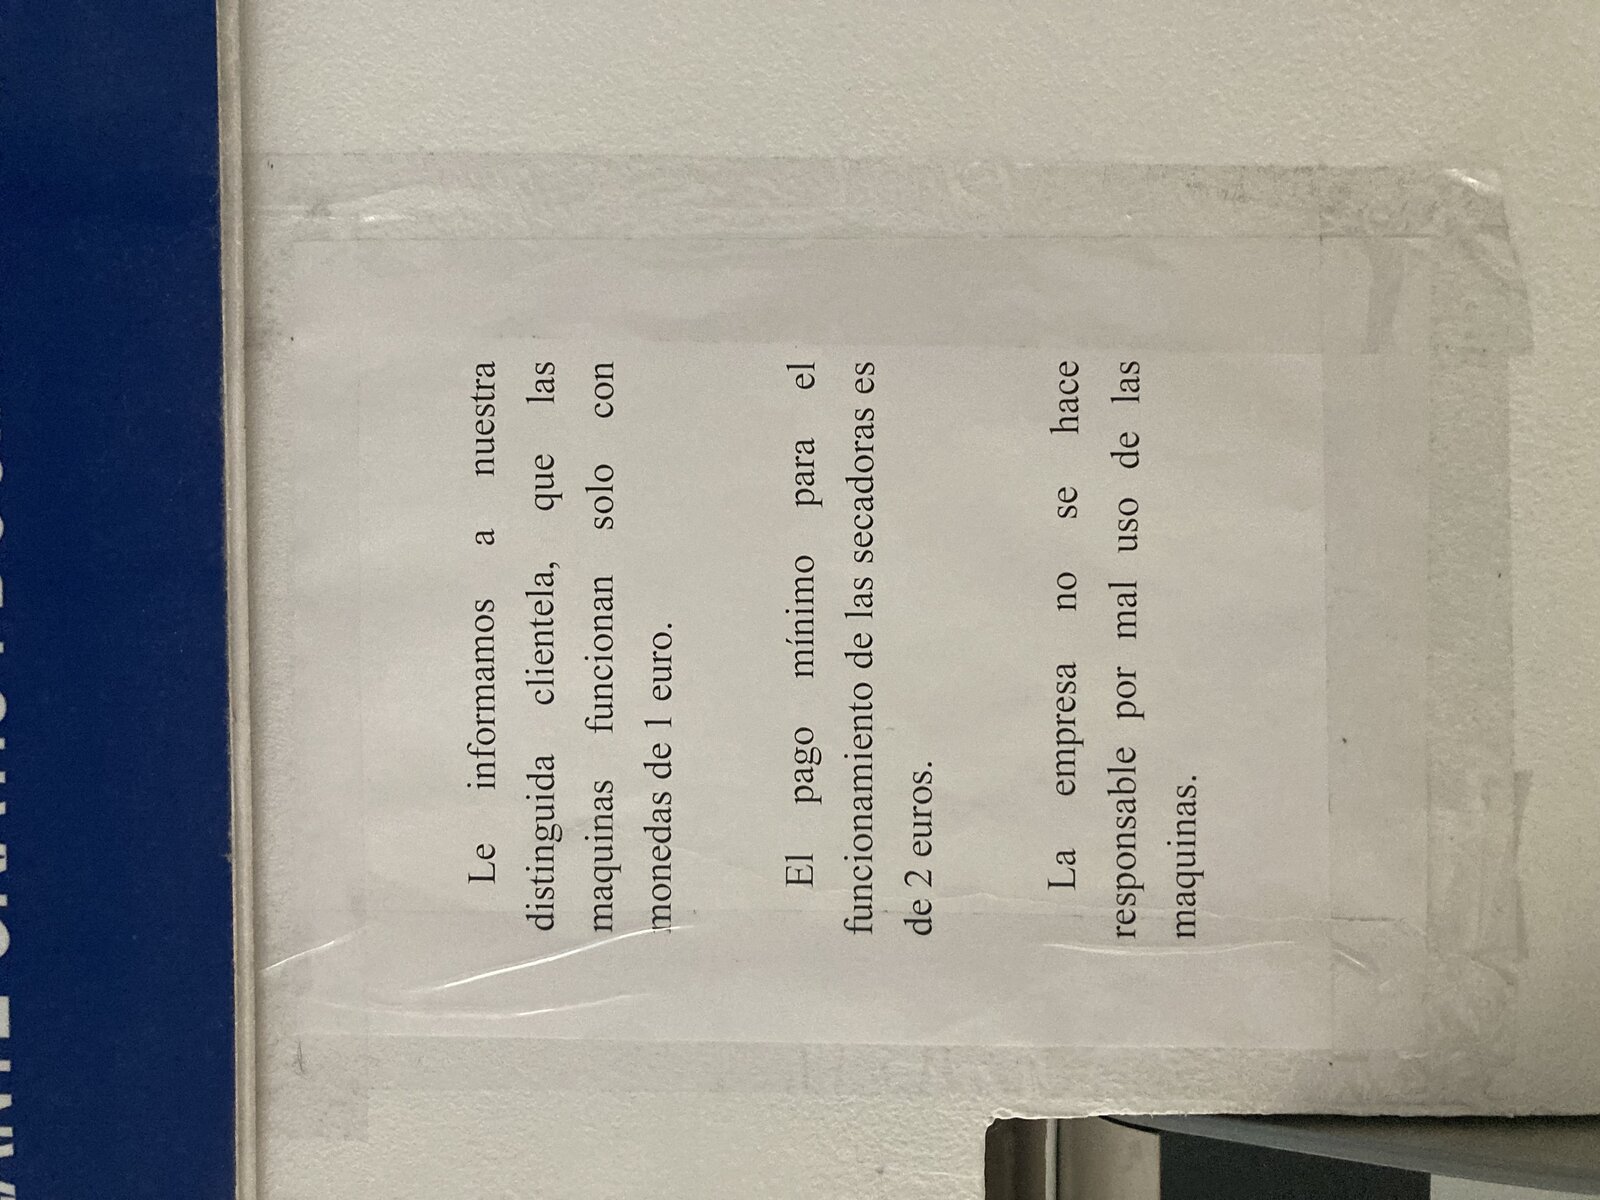 Le informamos a nuestra
distinguida clientela, que las
maquinas funcionan solo con
monedas de 1 euro.
El pago mínimo para el
funcionamiento de las secadoras es
de 2 euros.
La empresa no se hace
responsable por mal uso de las
maquinas.